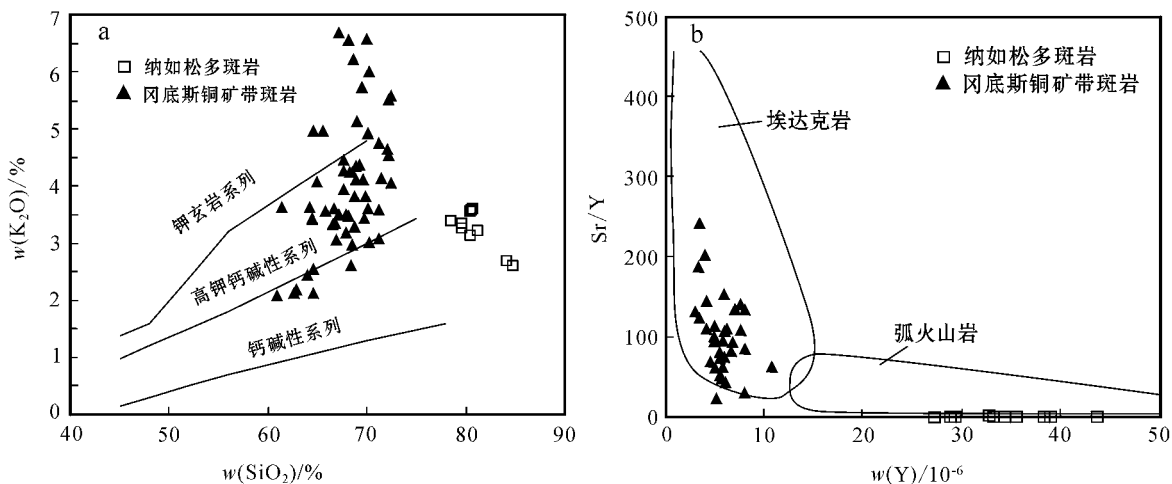 a
□ 纳如松多斑岩
▲ 冈底斯铜矿带斑岩
钾玄岩系列
高钾钙碱性系列
钙碱性系列
w(K₂O)/%
7
6
5
4
3
2
1
0
40 50 60 70 80 90
w(SiO₂)/%
b
□ 纳如松多斑岩
▲ 冈底斯铜矿带斑岩
埃达克岩
弧火山岩
Sr/Y
500
400
300
200
100
0
0 10 20 30 40 50
w(Y)/10⁻⁶